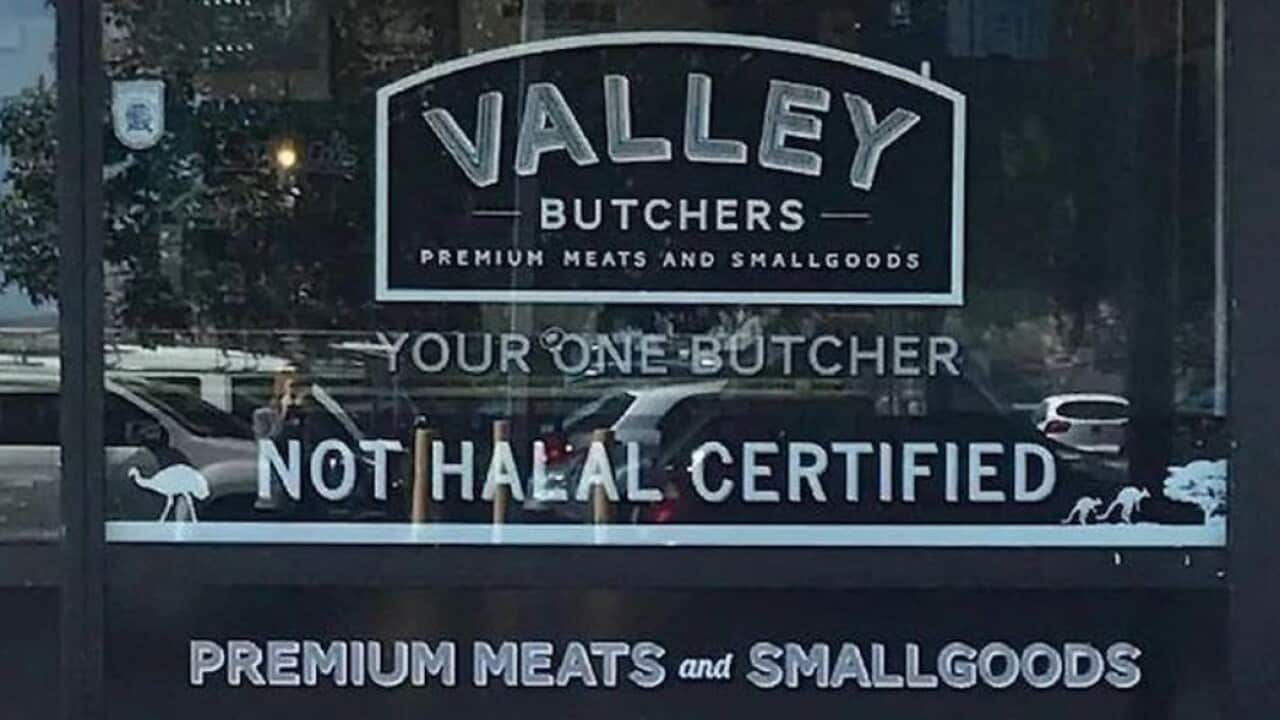 VALLEY
BUTCHERS
PREMIUM MEATS AND SMALLGOODS
YOUR ONE BUTCHER
NOT HALAL CERTIFIED
PREMIUM MEATS and SMALLGOODS